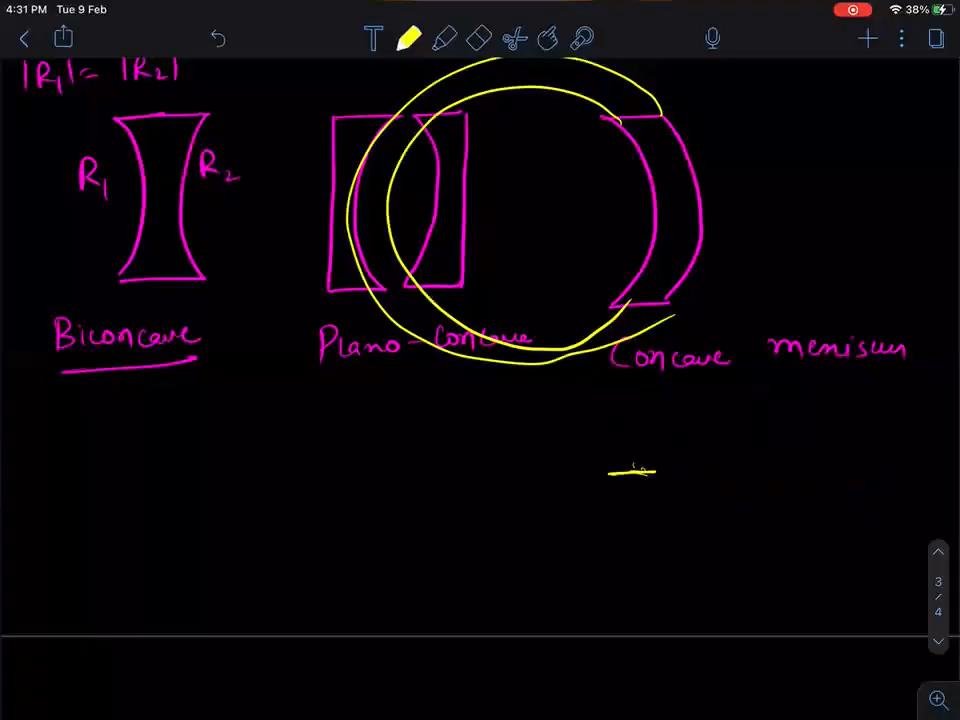 4:31 PM Tue 9 Feb
38%
|R₁| = |R₂|
R₁
R₂
Biconcave
Plano-Concave
Concave meniscus
3
/
4